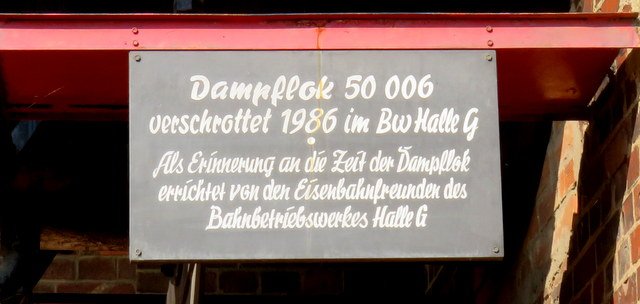 Dampflok 50 006
verschrottet 1986 im Bw Halle G
Als Erinnerung an die Zeit der Dampflok
errichtet von den Eisenbahnfreunden des
Bahnbetriebswerkes Halle G